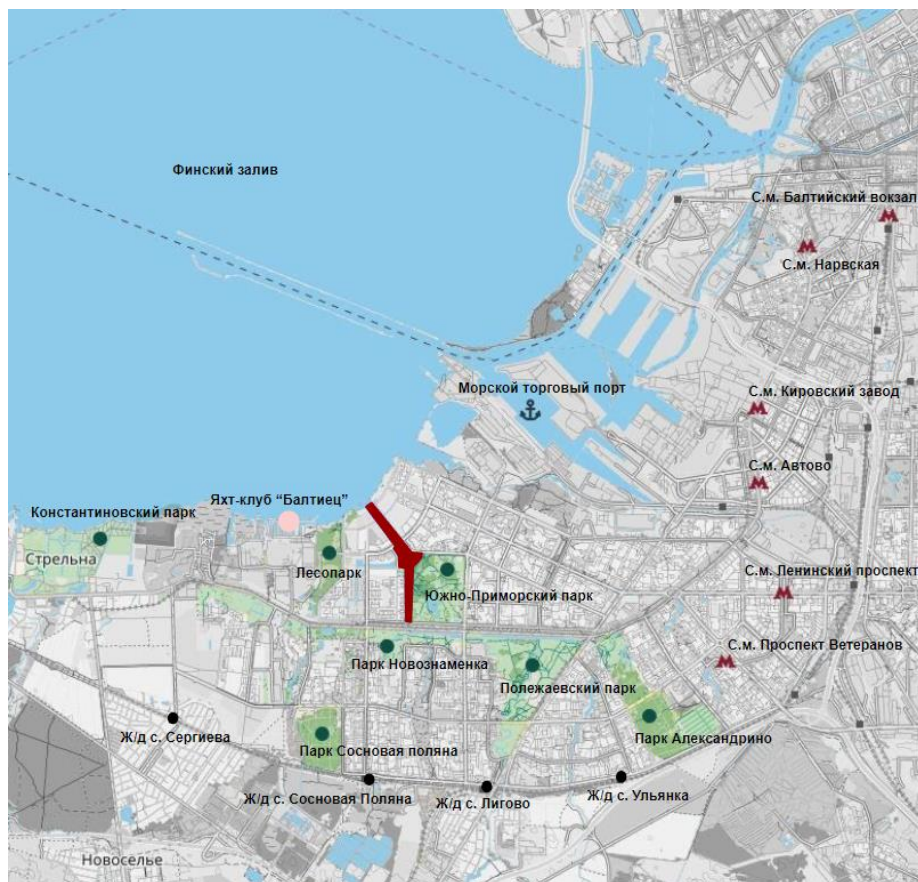 Финский залив
С.м. Балтийский вокзал
С.м. Нарвская
Морской торговый порт
С.м. Кировский завод
С.м. Автово
Яхт-клуб “Балтиец”
Константиновский парк
Стрельна
Лесопарк
С.м. Ленинский проспект
Южно-Приморский парк
С.м. Проспект Ветеранов
Парк Новознаменка
Полежаевский парк
Ж/д с. Сергиева
Парк Сосновая поляна
Парк Александрино
Ж/д с. Сосновая Поляна
Ж/д с. Лигово
Ж/д с. Ульянка
Новоселье